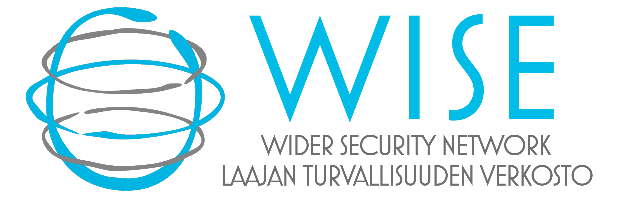 WISE
WIDER SECURITY NETWORK
LAAJAN TURVALLISUUDEN VERKOSTO